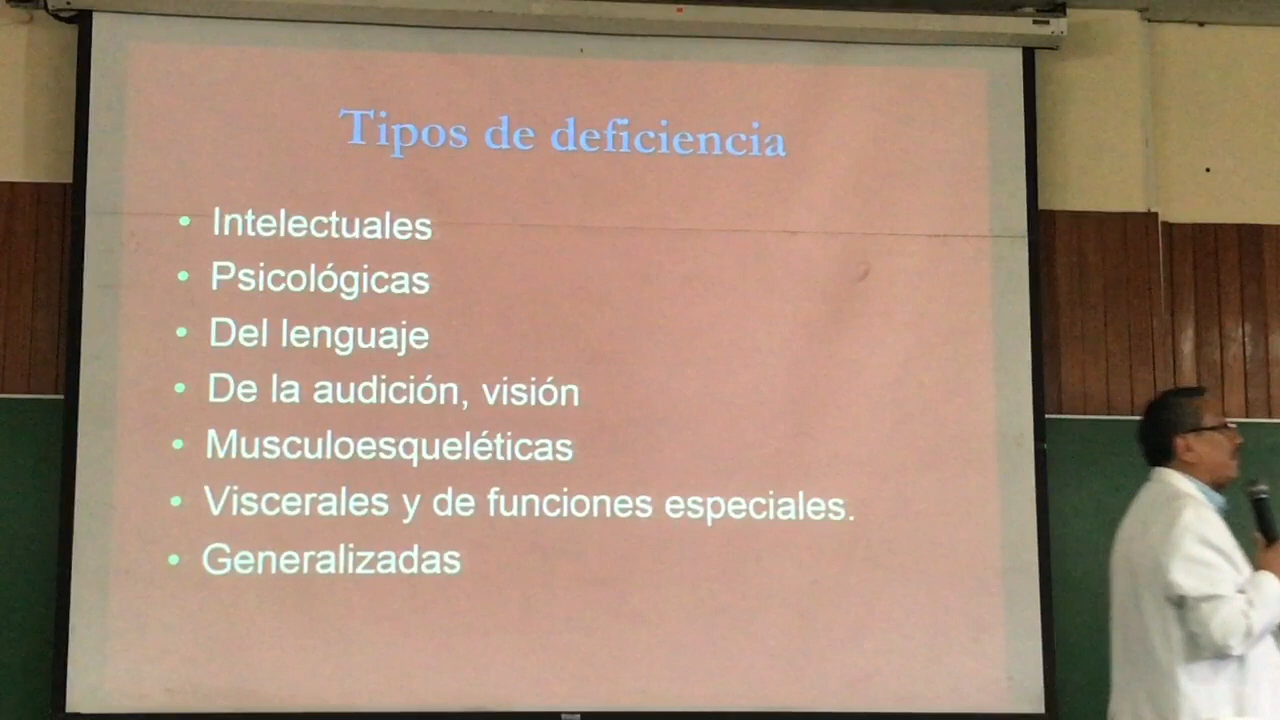 Tipos de deficiencia
• Intelectuales
• Psicológicas
• Del lenguaje
• De la audición, visión
• Musculoesqueléticas
• Viscerales y de funciones especiales.
• Generalizadas